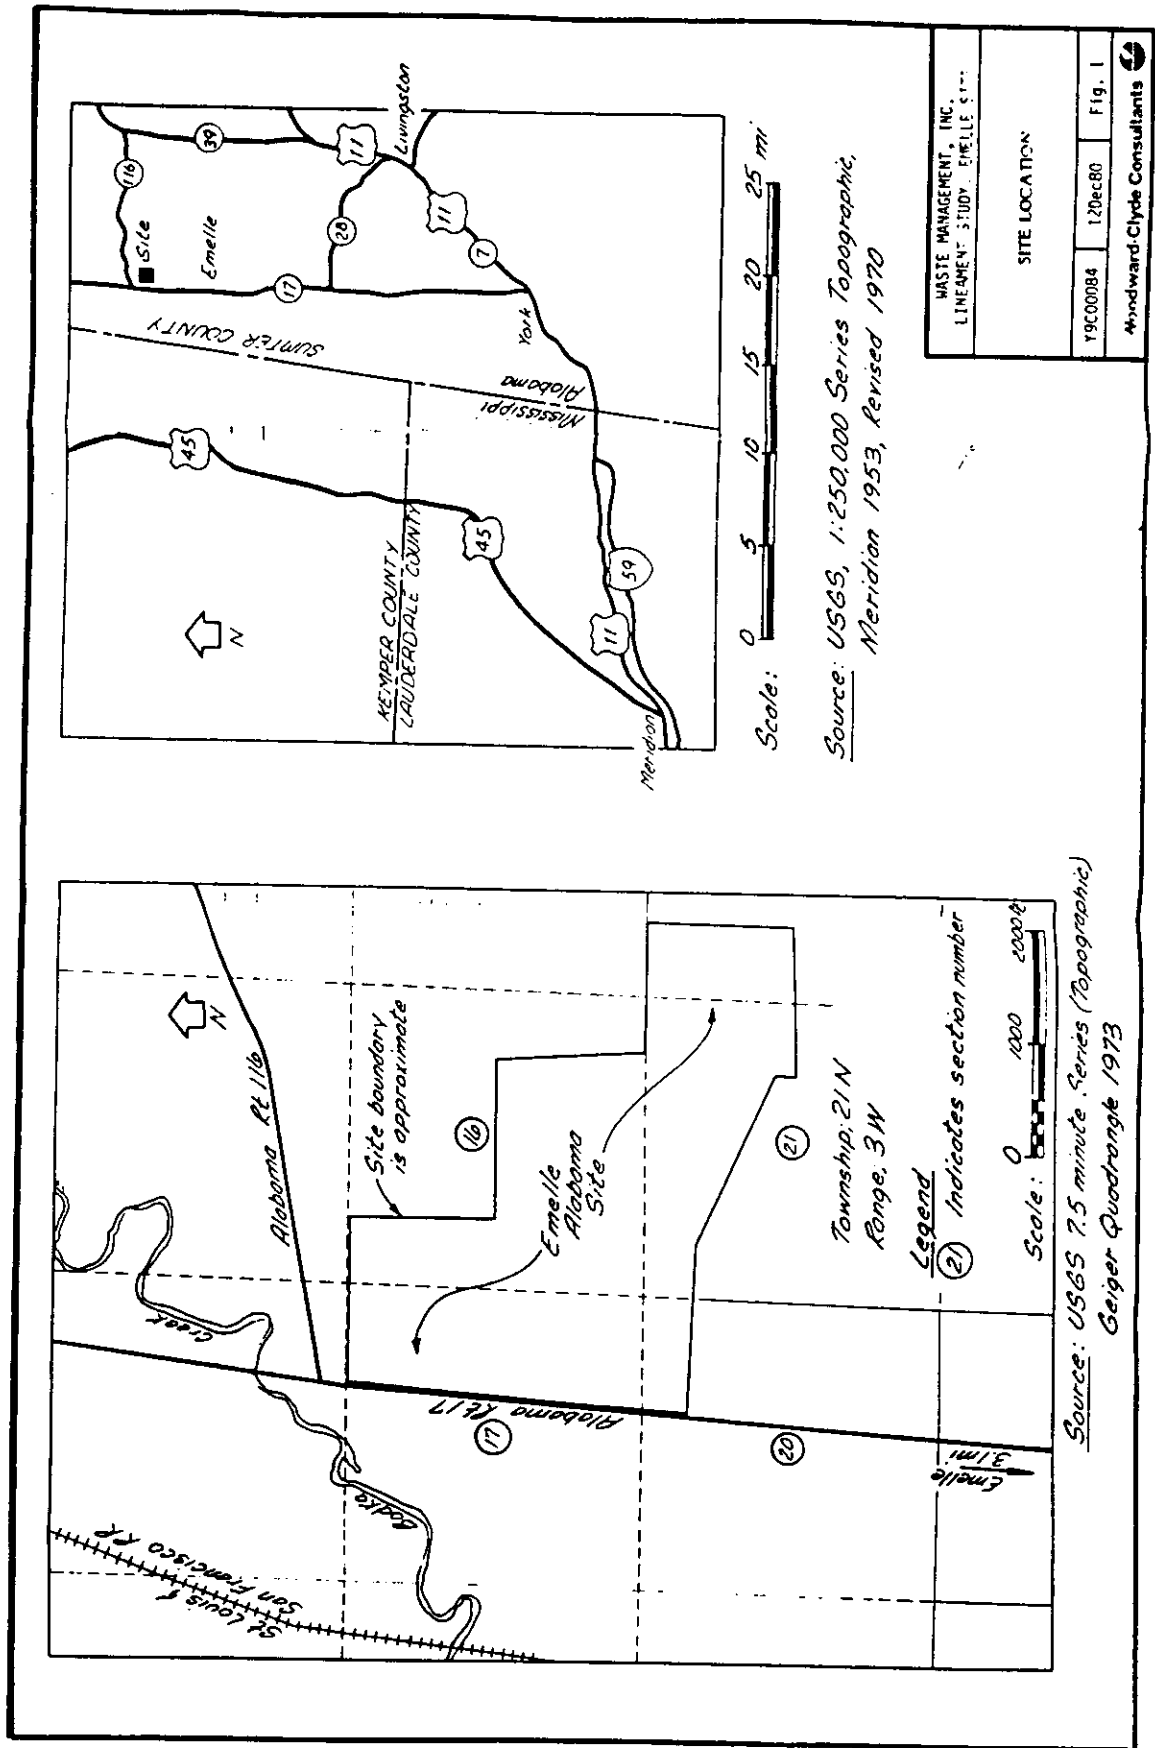 St. Louis &
San Francisco RR
Bodka
Creek
Alabama Rt 116
N
Site boundary
is approximate
16
17
Alabama Rt 17
Emelle
Alabama
Site
20
21
Township: 21 N
Range: 3 W
Legend
21 Indicates section number
Emelle
3.1 mi
Scale: 0 1000 2000 ft
Source: USGS 7.5 minute Series (Topographic)
Geiger Quadrangle 1973
N
45
KEMPER COUNTY
LAUDERDALE COUNTY
45
SUMTER COUNTY
Mississippi
Alabama
116
39
Site
Emelle
17
28
11
Livingston
11
7
York
59
11
Meridian
Scale: 0 5 10 15 20 25 mi
Source: USGS, 1:250,000 Series Topographic,
Meridian 1953, Revised 1970
WASTE MANAGEMENT, INC.
LINEAMENT STUDY EMELLE
SITE LOCATION
Y9C00084 12Dec80 Fig. 1
Woodward-Clyde Consultants